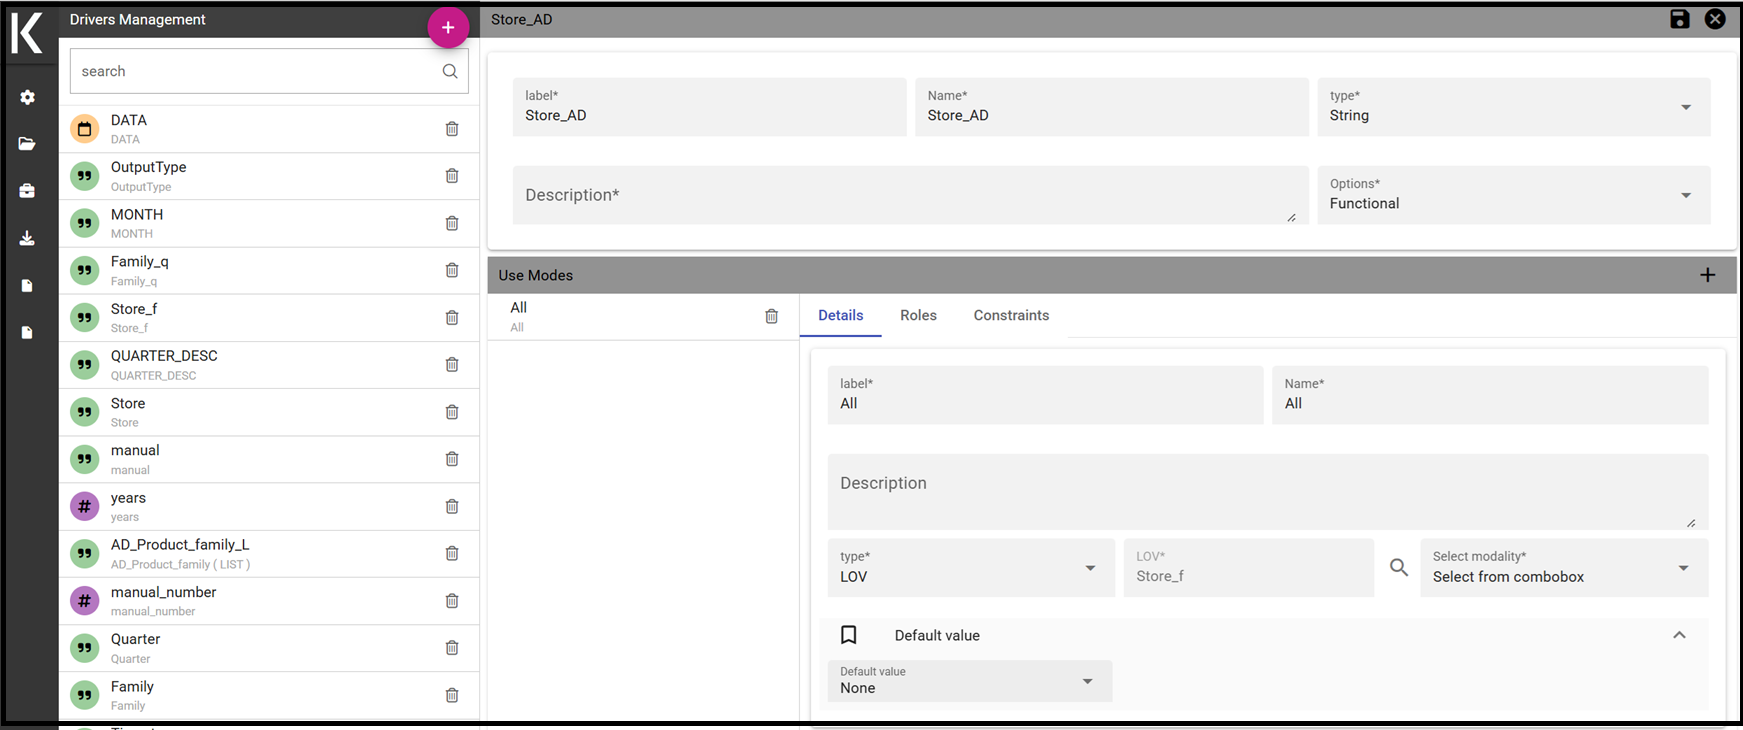 K
Drivers Management
+
search
DATA
DATA
OutputType
OutputType
MONTH
MONTH
Family_q
Family_q
Store_f
Store_f
QUARTER_DESC
QUARTER_DESC
Store
Store
manual
manual
# years
years
AD_Product_family_L
AD_Product_family ( LIST )
# manual_number
manual_number
Quarter
Quarter
Family
Family
Store_AD
label*
Store_AD
Name*
Store_AD
type*
String
Description*
Options*
Functional
Use Modes
+
All
All
Details Roles Constraints
label*
All
Name*
All
Description
type*
LOV
LOV*
Store_f
Select modality*
Select from combobox
Default value
Default value
None